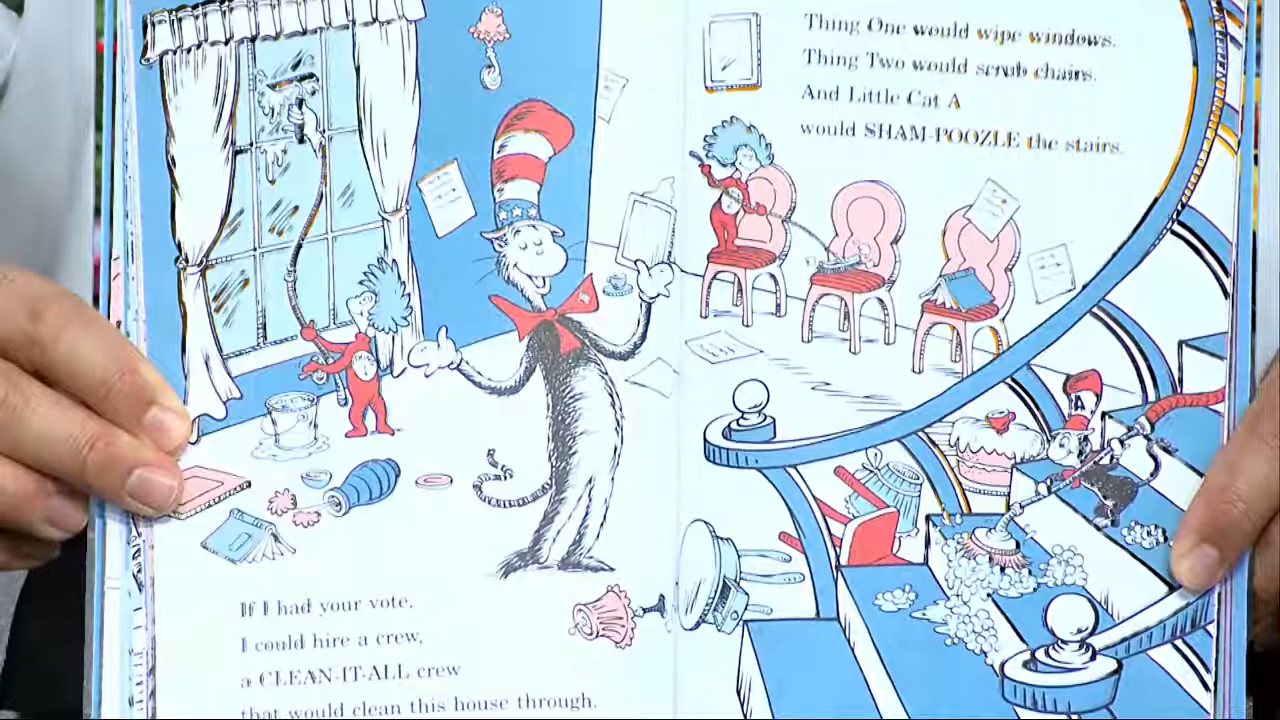 If I had your vote,
I could hire a crew,
a CLEAN-IT-ALL crew
that would clean this house through.
Thing One would wipe windows.
Thing Two would scrub chairs.
And Little Cat A
would SHAM-POOZLE the stairs.
A